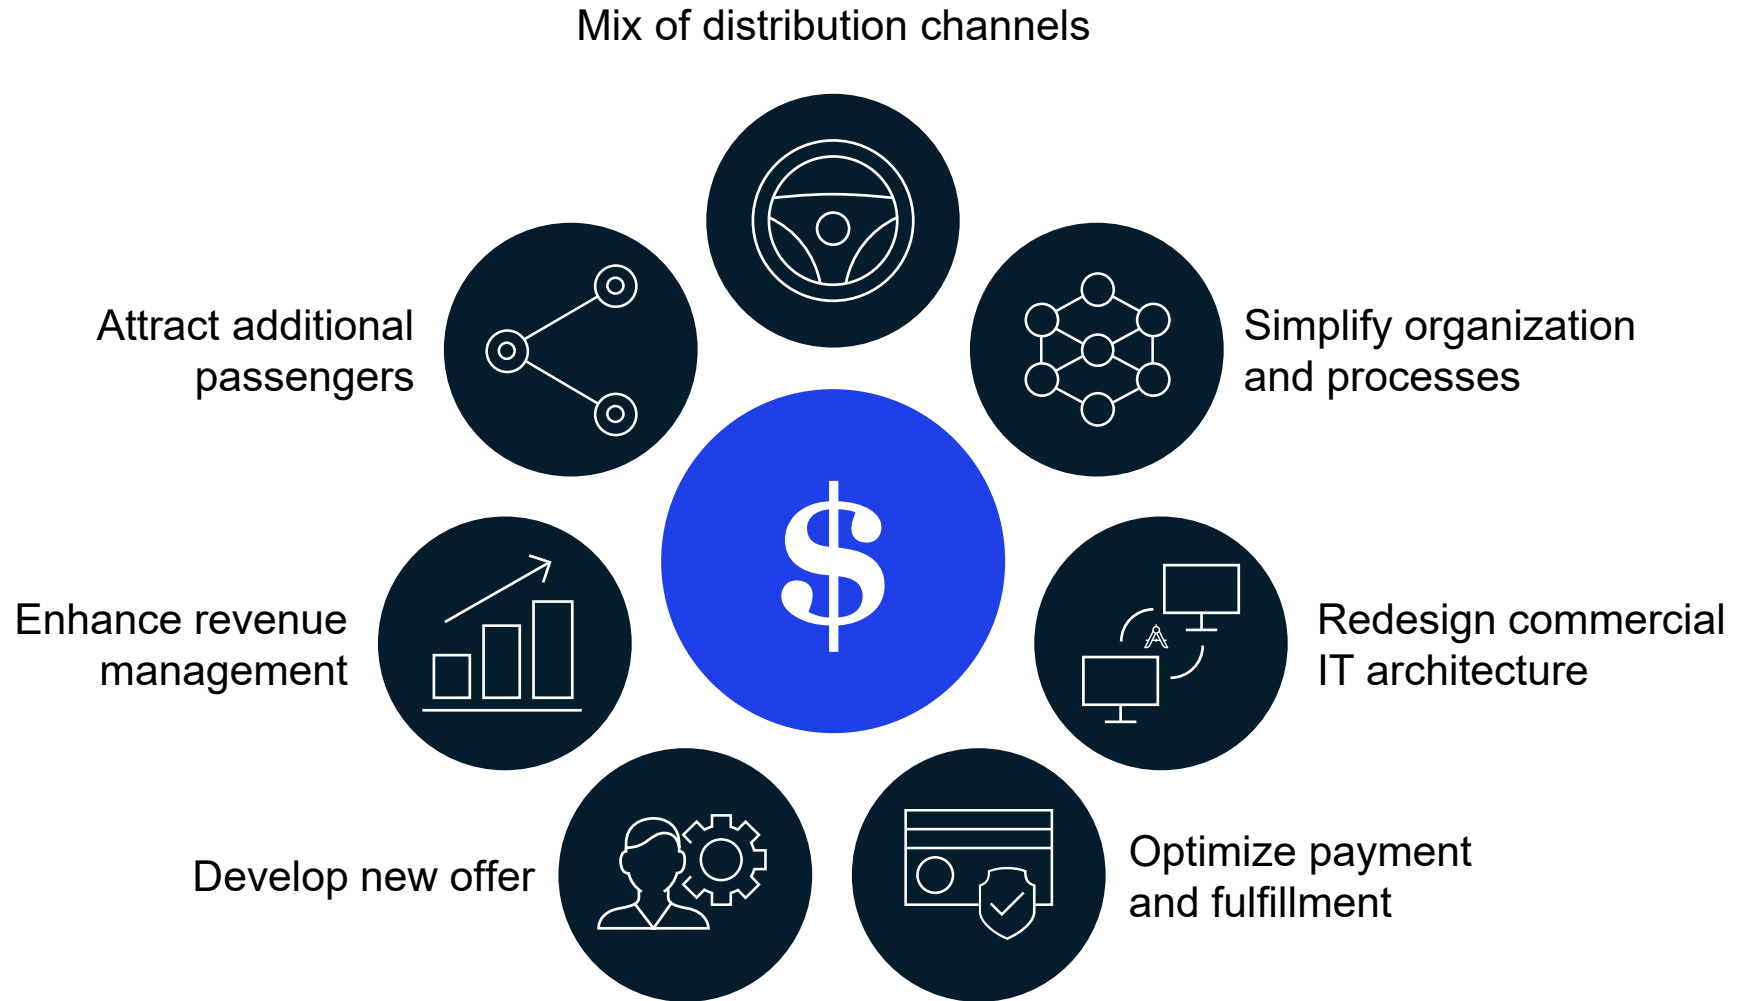 Mix of distribution channels
Attract additional
passengers
Simplify organization
and processes
$
Enhance revenue
management
Redesign commercial
IT architecture
Develop new offer
Optimize payment
and fulfillment